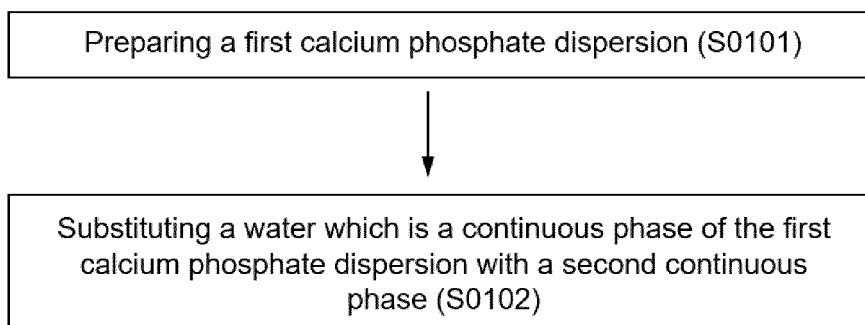 Preparing a first calcium phosphate dispersion (S0101)
Substituting a water which is a continuous phase of the first
calcium phosphate dispersion with a second continuous
phase (S0102)